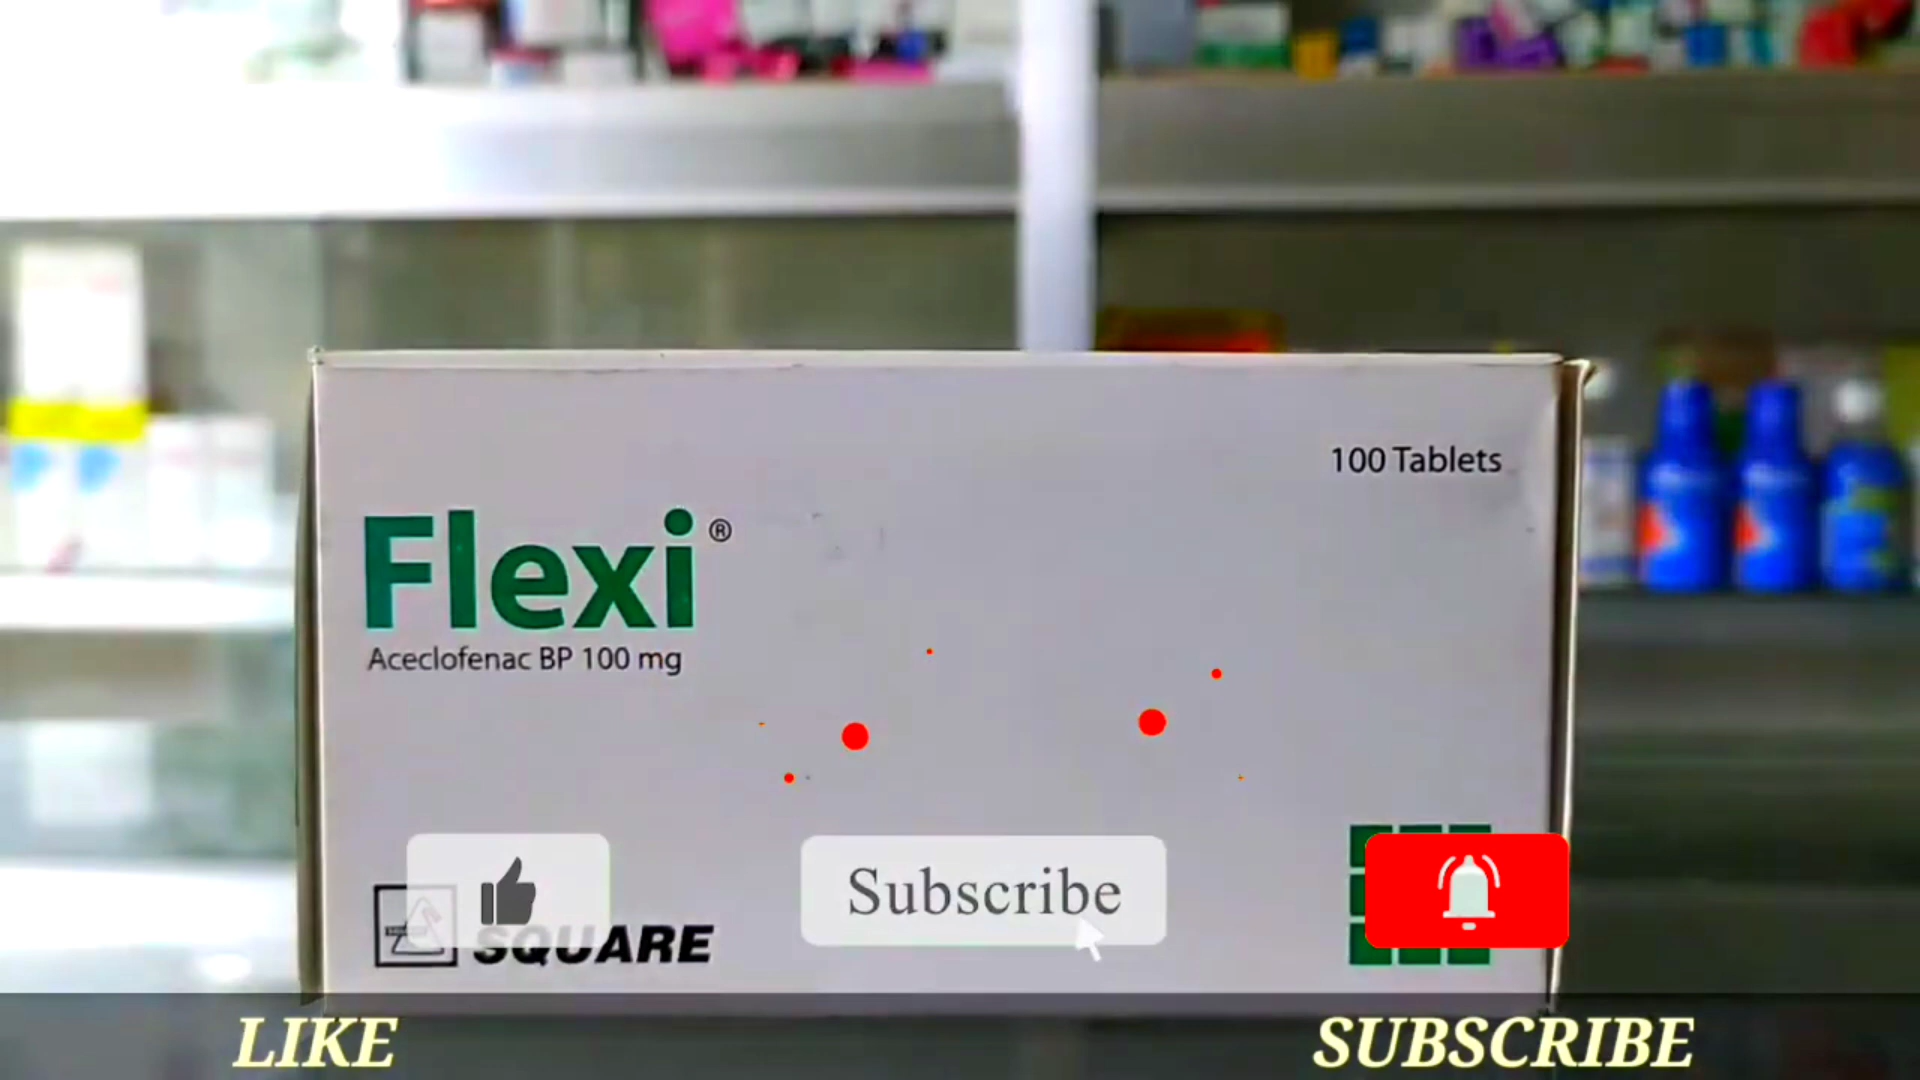 100 Tablets
Flexi®
Aceclofenac BP 100 mg
Subscribe
SQUARE
LIKE
SUBSCRIBE